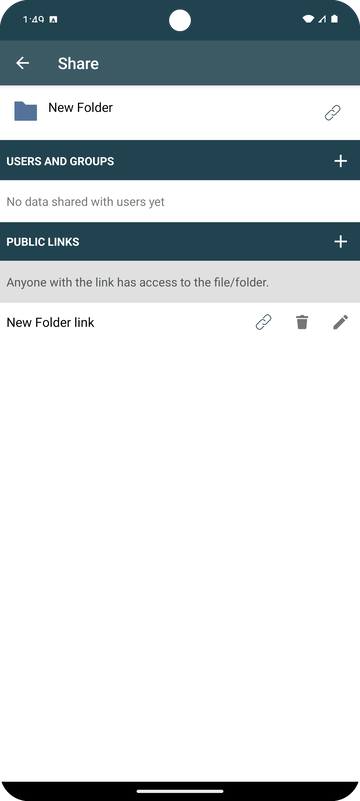 1:49
Share
New Folder
USERS AND GROUPS
No data shared with users yet
PUBLIC LINKS
Anyone with the link has access to the file/folder.
New Folder link